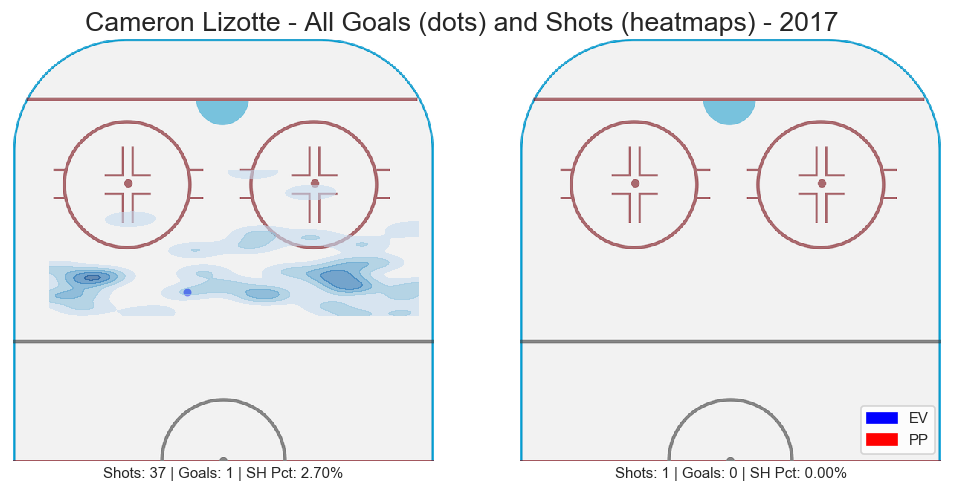 Cameron Lizotte - All Goals (dots) and Shots (heatmaps) - 2017
EV
PP
Shots: 37 | Goals: 1 | SH Pct: 2.70%
Shots: 1 | Goals: 0 | SH Pct: 0.00%